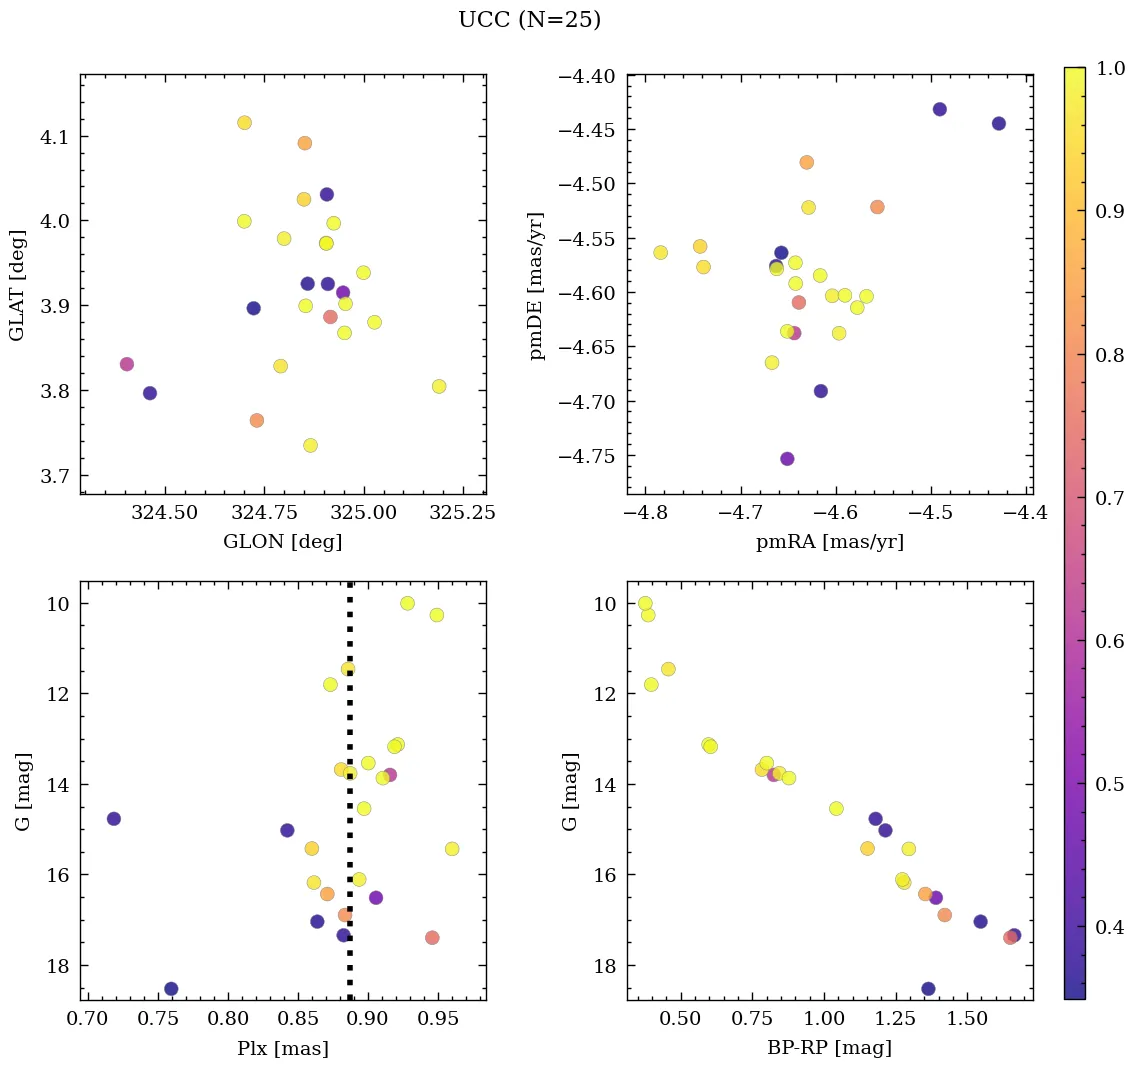 UCC (N=25)
4.1
4.0
3.9
3.8
3.7
GLAT [deg]
324.50 324.75 325.00 325.25
GLON [deg]
−4.40
−4.45
−4.50
−4.55
−4.60
−4.65
−4.70
−4.75
pmDE [mas/yr]
−4.8 −4.7 −4.6 −4.5 −4.4
pmRA [mas/yr]
10
12
14
16
18
G [mag]
0.70 0.75 0.80 0.85 0.90 0.95
Plx [mas]
10
12
14
16
18
G [mag]
0.50 0.75 1.00 1.25 1.50
BP-RP [mag]
1.0
0.9
0.8
0.7
0.6
0.5
0.4